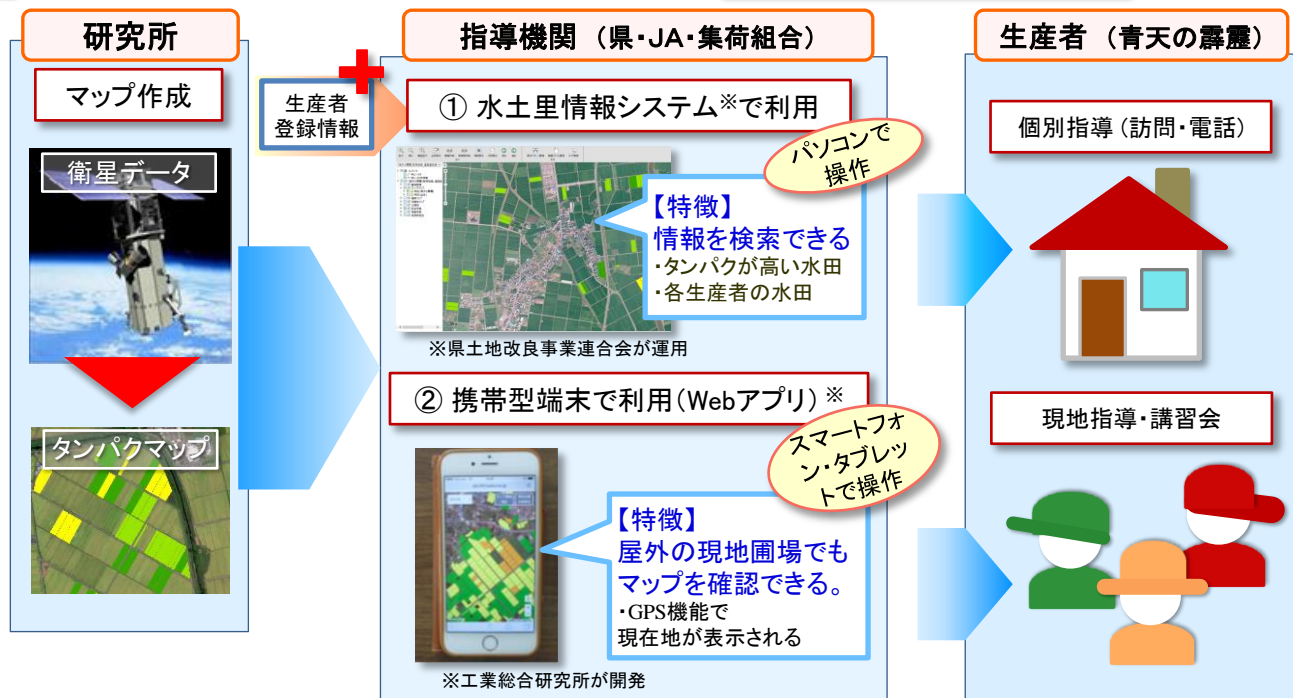 研究所
マップ作成
衛星データ
タンパクマップ
生産者
登録情報
指導機関 (県・JA・集荷組合)
① 水土里情報システム※で利用
パソコンで
操作
【特徴】
情報を検索できる
・タンパクが高い水田
・各生産者の水田
※県土地改良事業連合会が運用
② 携帯型端末で利用(Webアプリ)※
スマートフォ
ン・タブレッ
トで操作
【特徴】
屋外の現地圃場でも
マップを確認できる。
・GPS機能で
現在地が表示される
※工業総合研究所が開発
生産者 (青天の霹靂)
個別指導(訪問・電話)
現地指導・講習会